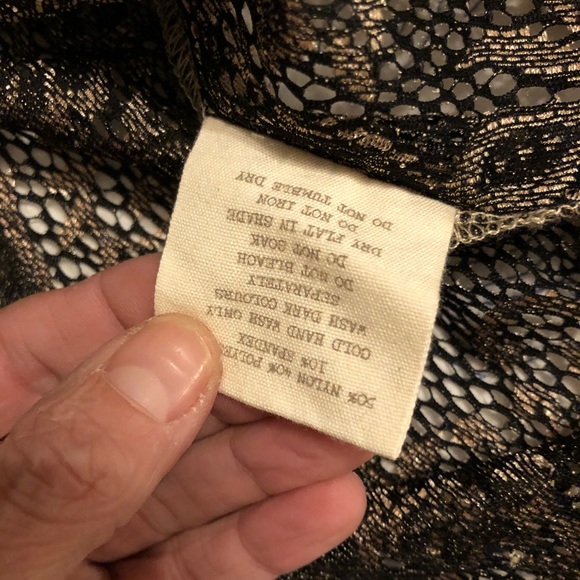 50% NYLON 40% POLYE
10% SPANDEX
COLD HAND WASH ONLY
WASH DARK COLOURS
SEPARATELY
DO NOT BLEACH
DO NOT SOAK
DRY FLAT IN SHADE
DO NOT IRON
DO NOT TUMBLE DRY